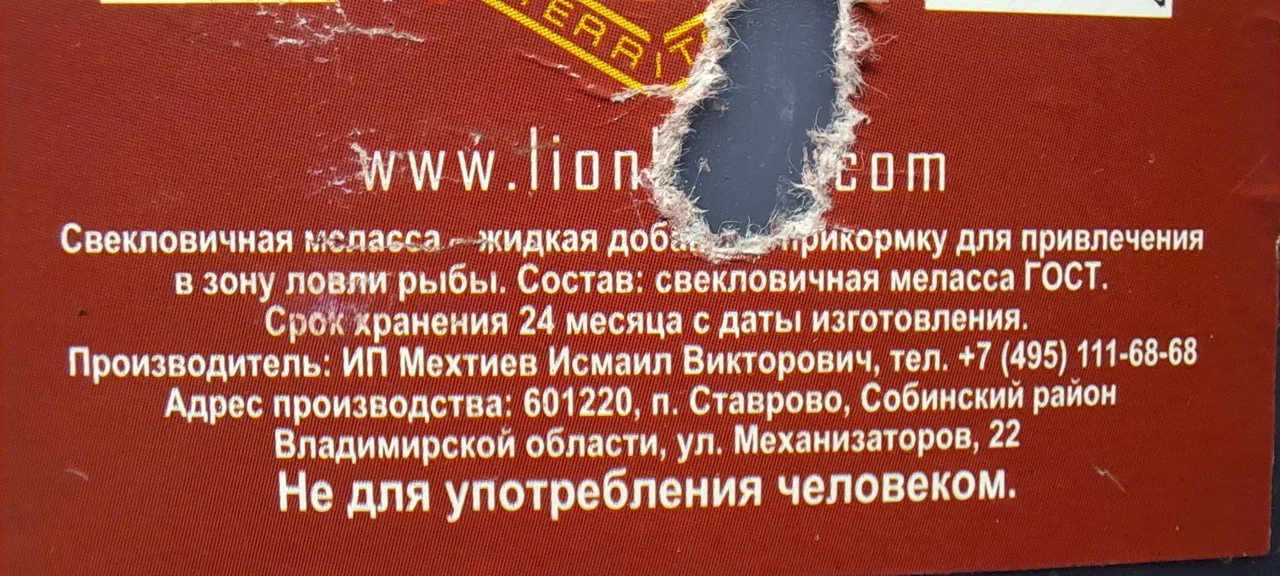 TERRIT
www.lion .com
Свекловичная меласса - жидкая прикормку для привлечения
в зону ловли рыбы. Состав: свекловичная меласса ГОСТ.
Срок хранения 24 месяца с даты изготовления.
Производитель: ИП Мехтиев Исмаил Викторович, тел. +7 (495) 111-68-68
Адрес производства: 601220, п. Ставрово, Собинский район
Владимирской области, ул. Механизаторов, 22
Не для употребления человеком.